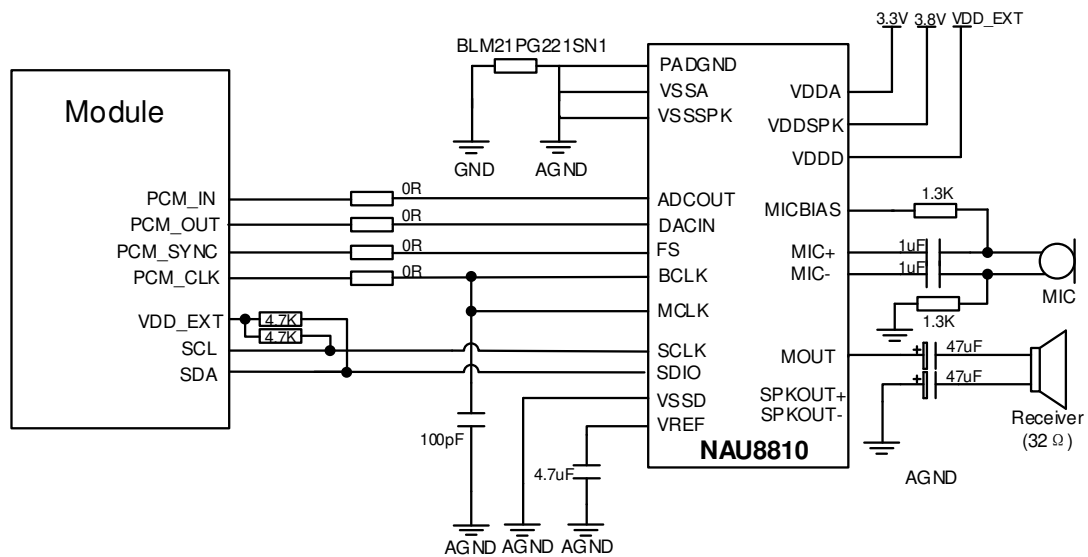 3.3V 3.8V VDD_EXT
BLM21PG221SN1
PADGND
VSSA
VSSSPK
VDDA
VDDSPK
VDDD
GND
AGND
Module
PCM_IN
0R
ADCOUT
MICBIAS
1.3K
PCM_OUT
0R
DACIN
PCM_SYNC
0R
FS
MIC+
1uF
PCM_CLK
0R
BCLK
MIC-
1uF
MIC
MCLK
1.3K
VDD_EXT
4.7K
4.7K
SCL
SCLK
MOUT
+
47uF
SDA
SDIO
SPKOUT+
+
47uF
SPKOUT-
VSSD
VREF
Receiver
(32 Ω)
100pF
NAU8810
4.7uF
AGND
AGND
AGND
AGND